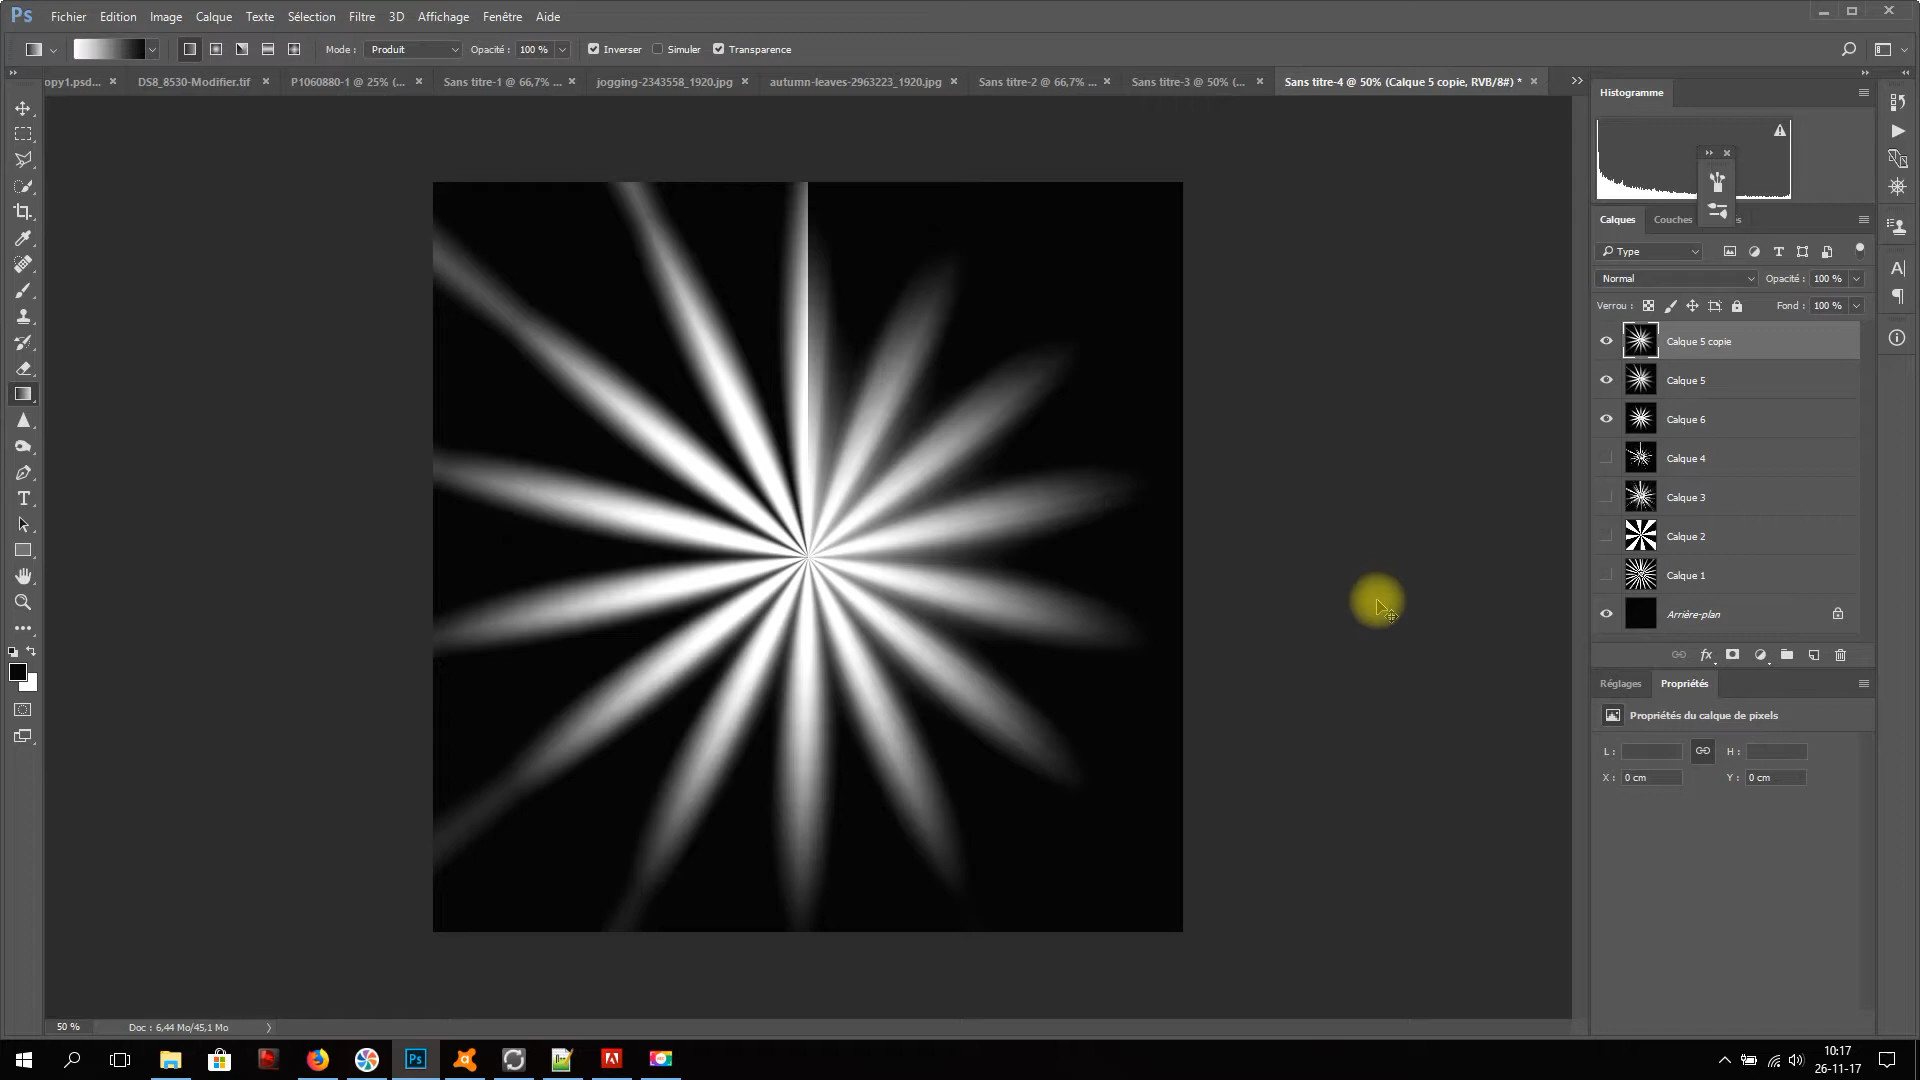 Ps Fichier Edition Image Calque Texte Sélection Filtre 3D Affichage Fenêtre Aide
Mode : Produit Opacité : 100 % Inverser Simuler Transparence
opy1.psd... DS8_8530-Modifier.tif P1060880-1 @ 25% (... Sans titre-1 @ 66,7% ... jogging-2343558_1920.jpg autumn-leaves-2963223_1920.jpg Sans titre-2 @ 66,7% ... Sans titre-3 @ 50% (... Sans titre-4 @ 50% (Calque 5 copie, RVB/8#) *
Histogramme
Calques Couches s
Type
Normal Opacité : 100 %
Verrou : Fond : 100 %
Calque 5 copie
Calque 5
Calque 6
Calque 4
Calque 3
Calque 2
Calque 1
Arrière-plan
fx
Réglages Propriétés
Propriétés du calque de pixels
L : H :
X : 0 cm Y : 0 cm
50 % Doc : 6,44 Mo/45,1 Mo
Ps
10:17
26-11-17